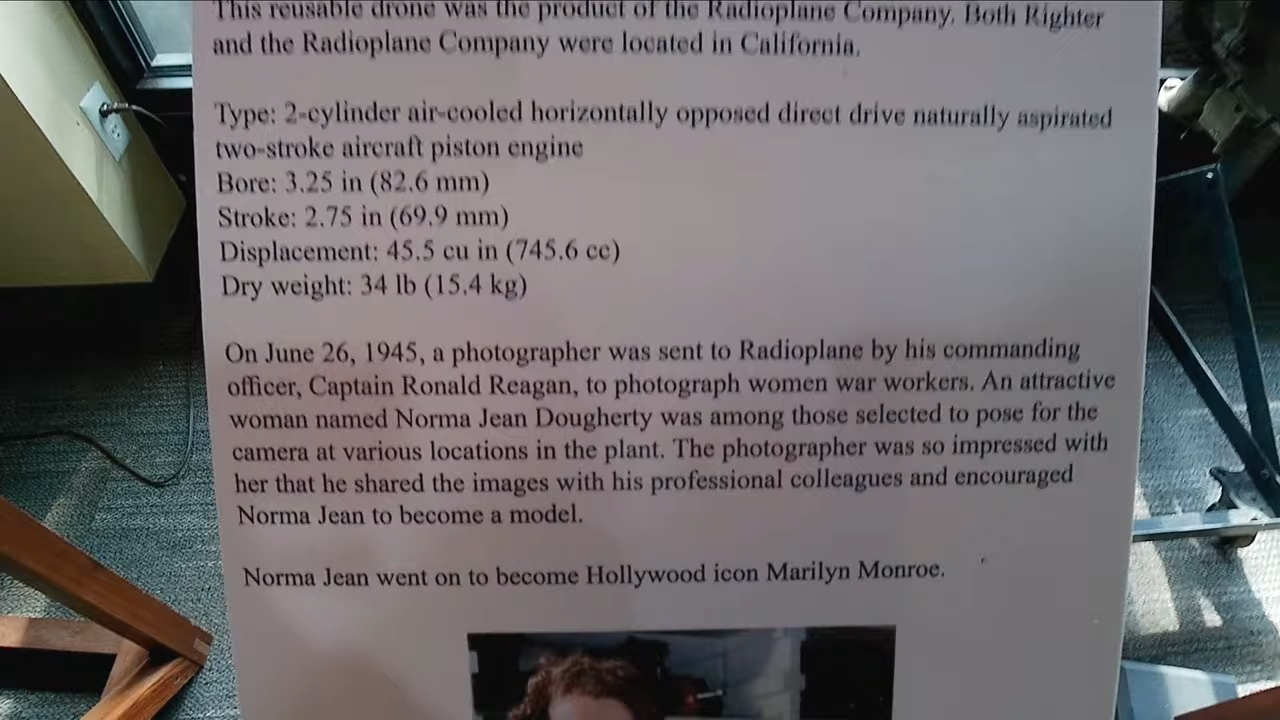 This reusable drone was the product of the Radioplane Company. Both Righter
and the Radioplane Company were located in California.
Type: 2-cylinder air-cooled horizontally opposed direct drive naturally aspirated
two-stroke aircraft piston engine
Bore: 3.25 in (82.6 mm)
Stroke: 2.75 in (69.9 mm)
Displacement: 45.5 cu in (745.6 cc)
Dry weight: 34 lb (15.4 kg)
On June 26, 1945, a photographer was sent to Radioplane by his commanding
officer, Captain Ronald Reagan, to photograph women war workers. An attractive
woman named Norma Jean Dougherty was among those selected to pose for the
camera at various locations in the plant. The photographer was so impressed with
her that he shared the images with his professional colleagues and encouraged
Norma Jean to become a model.
Norma Jean went on to become Hollywood icon Marilyn Monroe.